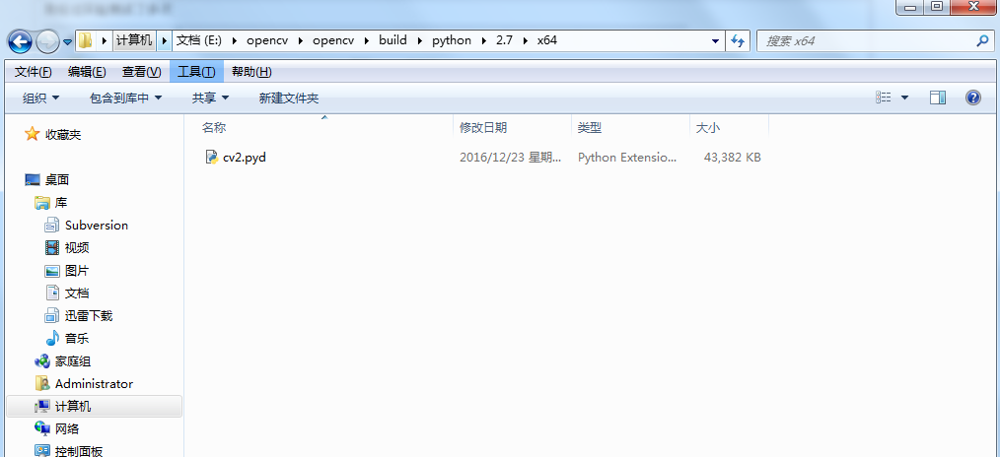 计算机 文档 (E:) opencv opencv build python 2.7 x64 搜索 x64
文件(F) 编辑(E) 查看(V) 工具(T) 帮助(H)
组织 包含到库中 共享 新建文件夹
名称 修改日期 类型 大小
收藏夹
cv2.pyd 2016/12/23 星期... Python Extensio... 43,382 KB
桌面
库
Subversion
视频
图片
文档
迅雷下载
音乐
家庭组
Administrator
计算机
网络
控制面板